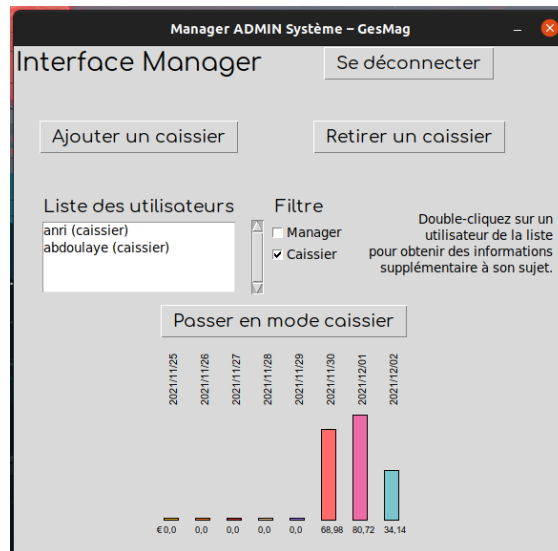 Manager ADMIN Système – GesMag
Interface Manager
Se déconnecter
Ajouter un caissier
Retirer un caissier
Liste des utilisateurs
anri (caissier)
abdoulaye (caissier)
Filtre
Manager
Caissier
Double-cliquez sur un
utilisateur de la liste
pour obtenir des informations
supplémentaire à son sujet.
Passer en mode caissier
2021/11/25
2021/11/26
2021/11/27
2021/11/28
2021/11/29
2021/11/30
2021/12/01
2021/12/02
€ 0,0 0,0 0,0 0,0 0,0 68,98 80,72 34,14